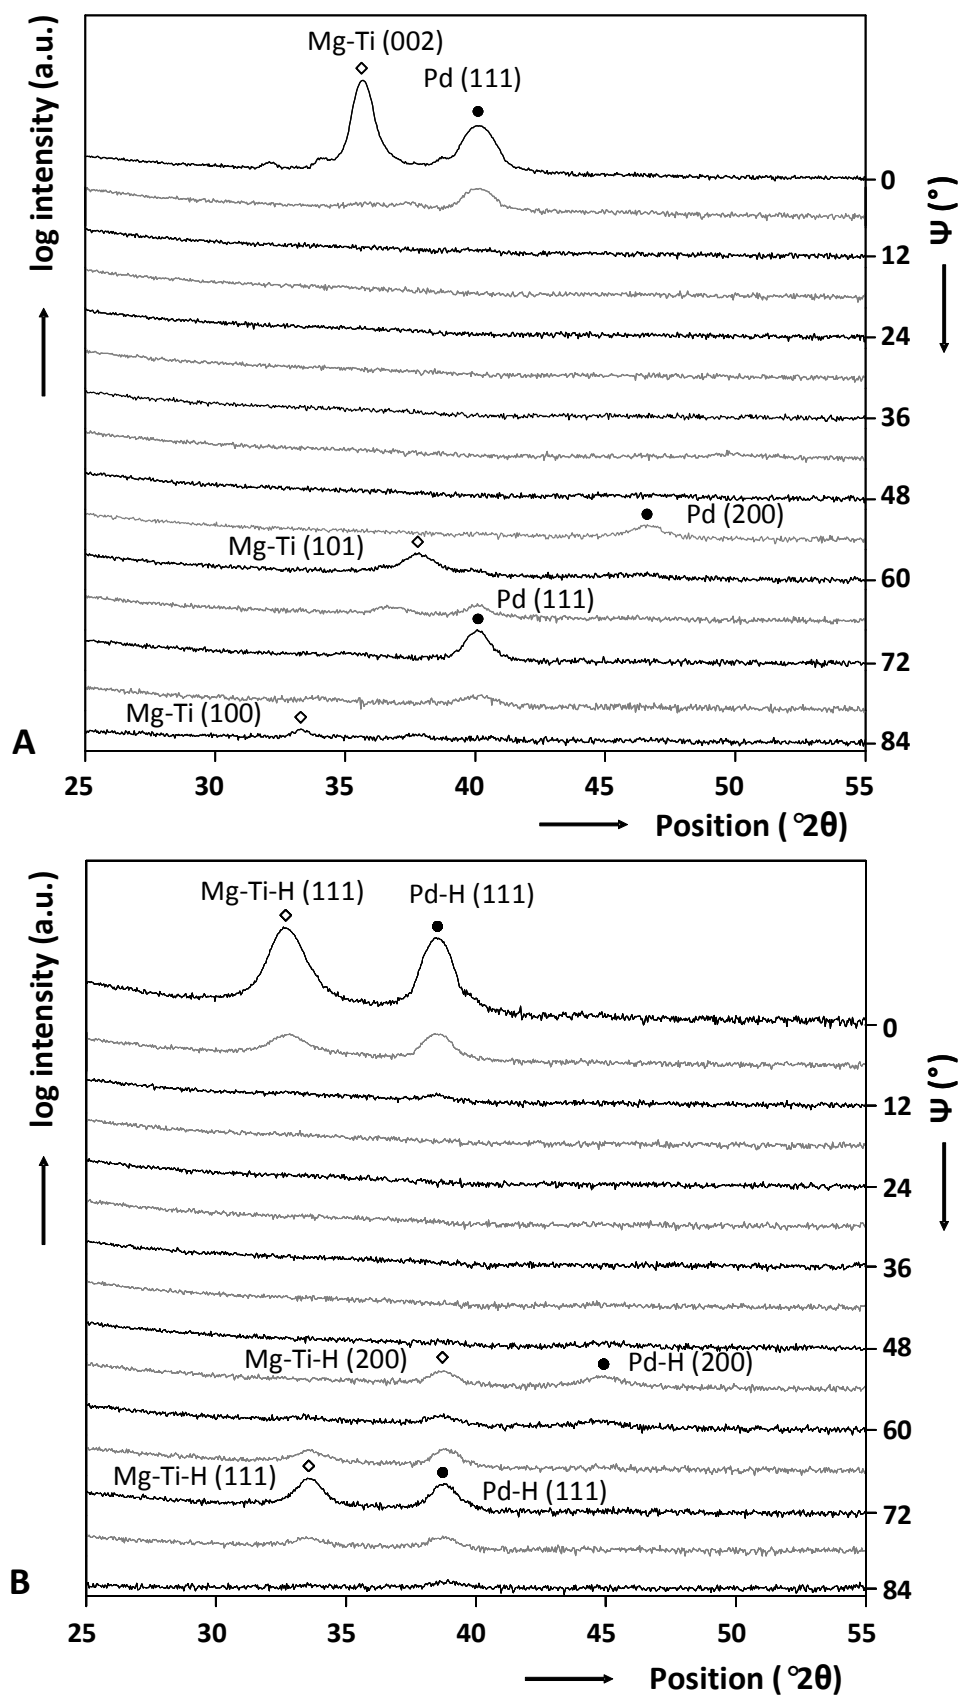 Mg-Ti (002)
Pd (111)
log intensity (a.u.)
0
Ψ (°)
12
24
36
48
Pd (200)
Mg-Ti (101)
60
Pd (111)
72
Mg-Ti (100)
A
84
25 30 35 40 45 50 55
Position (°2θ)
Mg-Ti-H (111)
Pd-H (111)
log intensity (a.u.)
0
Ψ (°)
12
24
36
48
Mg-Ti-H (200)
Pd-H (200)
60
Mg-Ti-H (111)
Pd-H (111)
72
B
84
25 30 35 40 45 50 55
Position (°2θ)